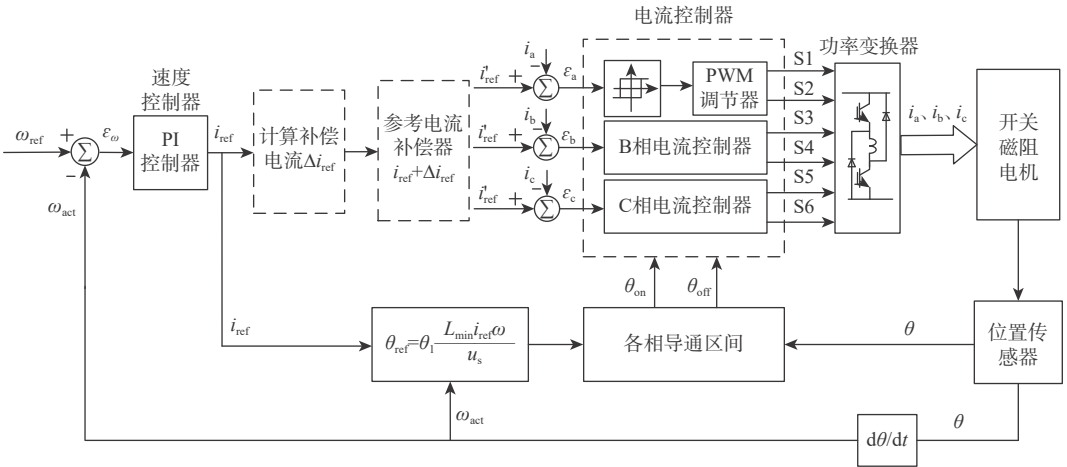 电流控制器
功率变换器
速度
控制器
ω_ref
+
−
Σ
ε_ω
PI
控制器
i_ref
计算补偿
电流Δi_ref
参考电流
补偿器
i_ref+Δi_ref
i_a
i'_ref
+
−
Σ
ε_a
PWM
调节器
S1
S2
i_b
i'_ref
+
−
Σ
ε_b
B相电流控制器
S3
S4
i_c
i'_ref
+
−
Σ
ε_c
C相电流控制器
S5
S6
i_a、i_b、i_c
开关
磁阻
电机
ω_act
θ_on
θ_off
i_ref
θ_ref=θ_1 L_min i_ref ω / u_s
各相导通区间
θ
位置传
感器
ω_act
dθ/dt
θ